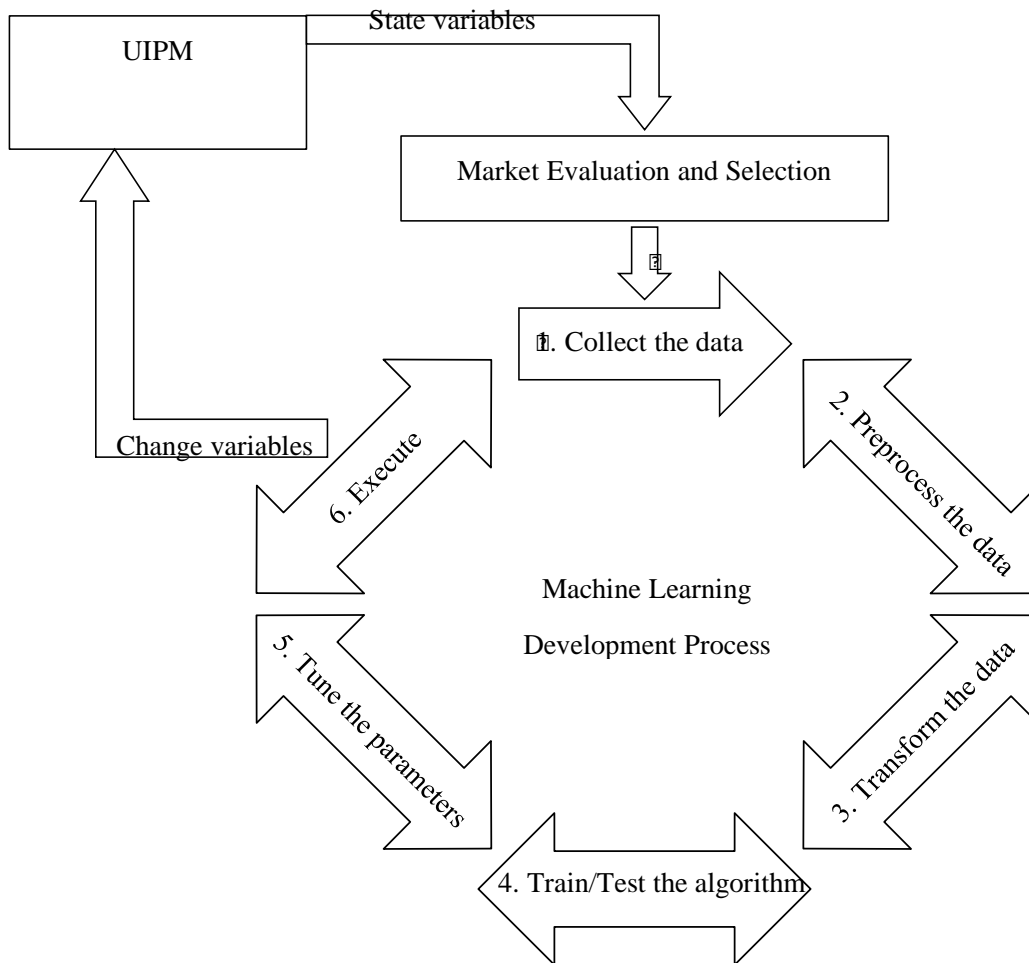 State variables
UIPM
Market Evaluation and Selection
1. Collect the data
2. Preprocess the data
Change variables
6. Execute
Machine Learning
Development Process
5. Tune the parameters
3. Transform the data
4. Train/Test the algorithm